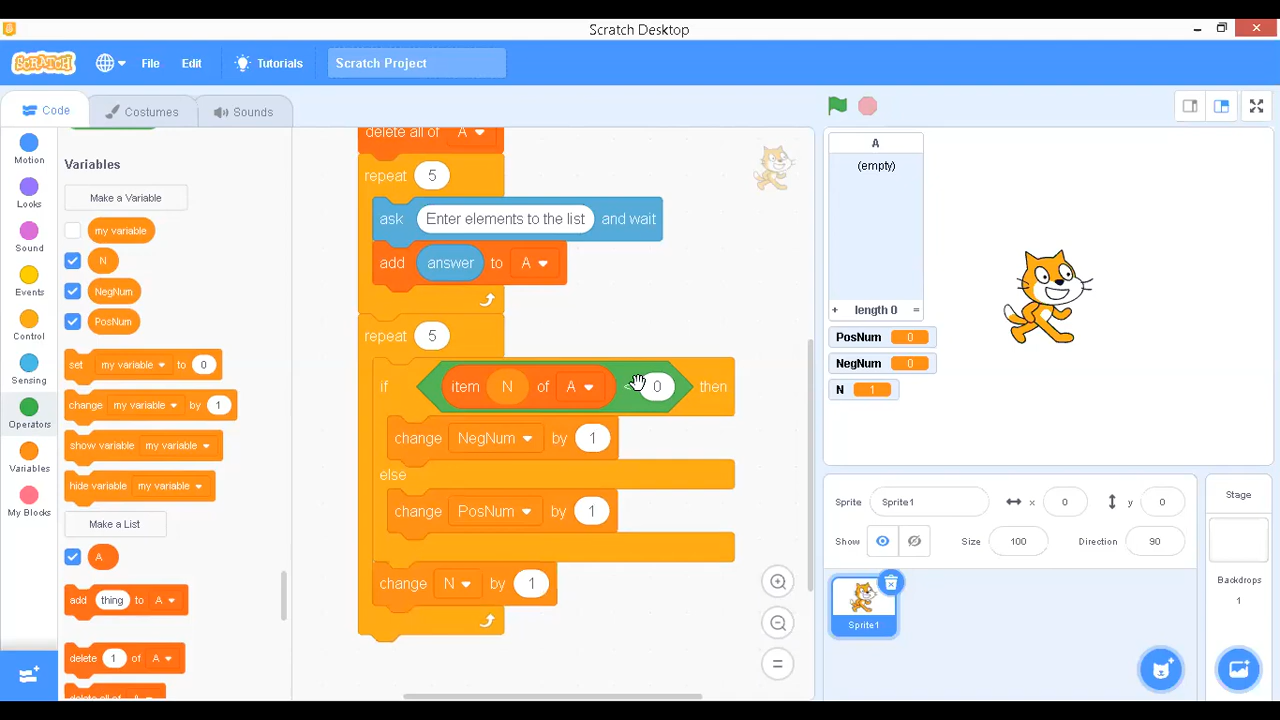 Scratch Desktop
SCRATCH
File Edit Tutorials Scratch Project
Code Costumes Sounds
Motion
Looks
Sound
Events
Control
Sensing
Operators
Variables
My Blocks
Variables
Make a Variable
my variable
N
NegNum
PosNum
set my variable to 0
change my variable by 1
show variable my variable
hide variable my variable
Make a List
A
add thing to A
delete 1 of A
delete all of A
delete all of A
repeat 5
ask Enter elements to the list and wait
add answer to A
repeat 5
if item N of A < 0 then
change NegNum by 1
else
change PosNum by 1
change N by 1
A
(empty)
+ length 0 =
PosNum 0
NegNum 0
N 1
Sprite Sprite1 x 0 y 0
Show Size 100 Direction 90
Sprite1
Stage
Backdrops
1